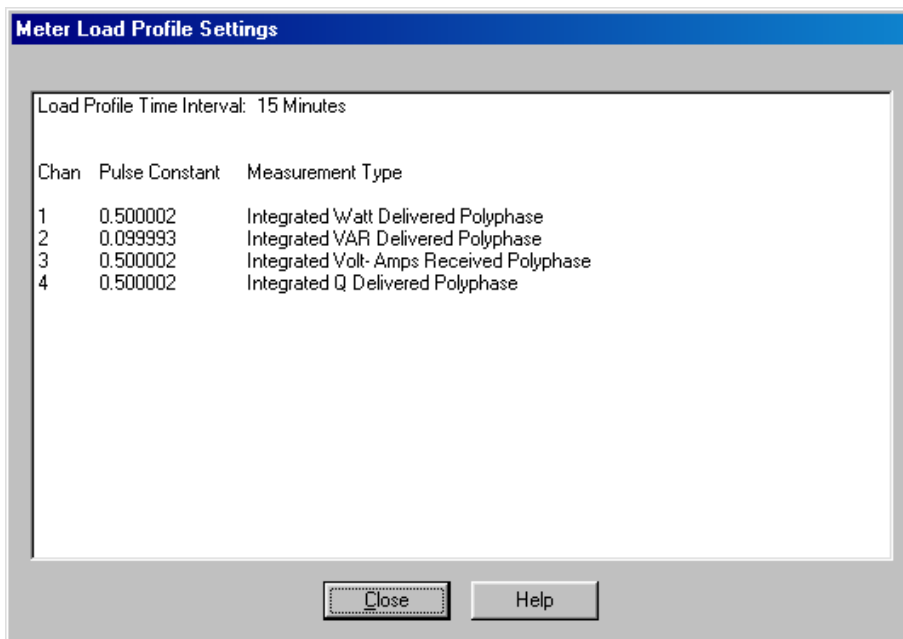 Meter Load Profile Settings
Load Profile Time Interval: 15 Minutes
Chan Pulse Constant Measurement Type
1 0.500002 Integrated Watt Delivered Polyphase
2 0.099993 Integrated VAR Delivered Polyphase
3 0.500002 Integrated Volt-Amps Received Polyphase
4 0.500002 Integrated Q Delivered Polyphase
Close Help